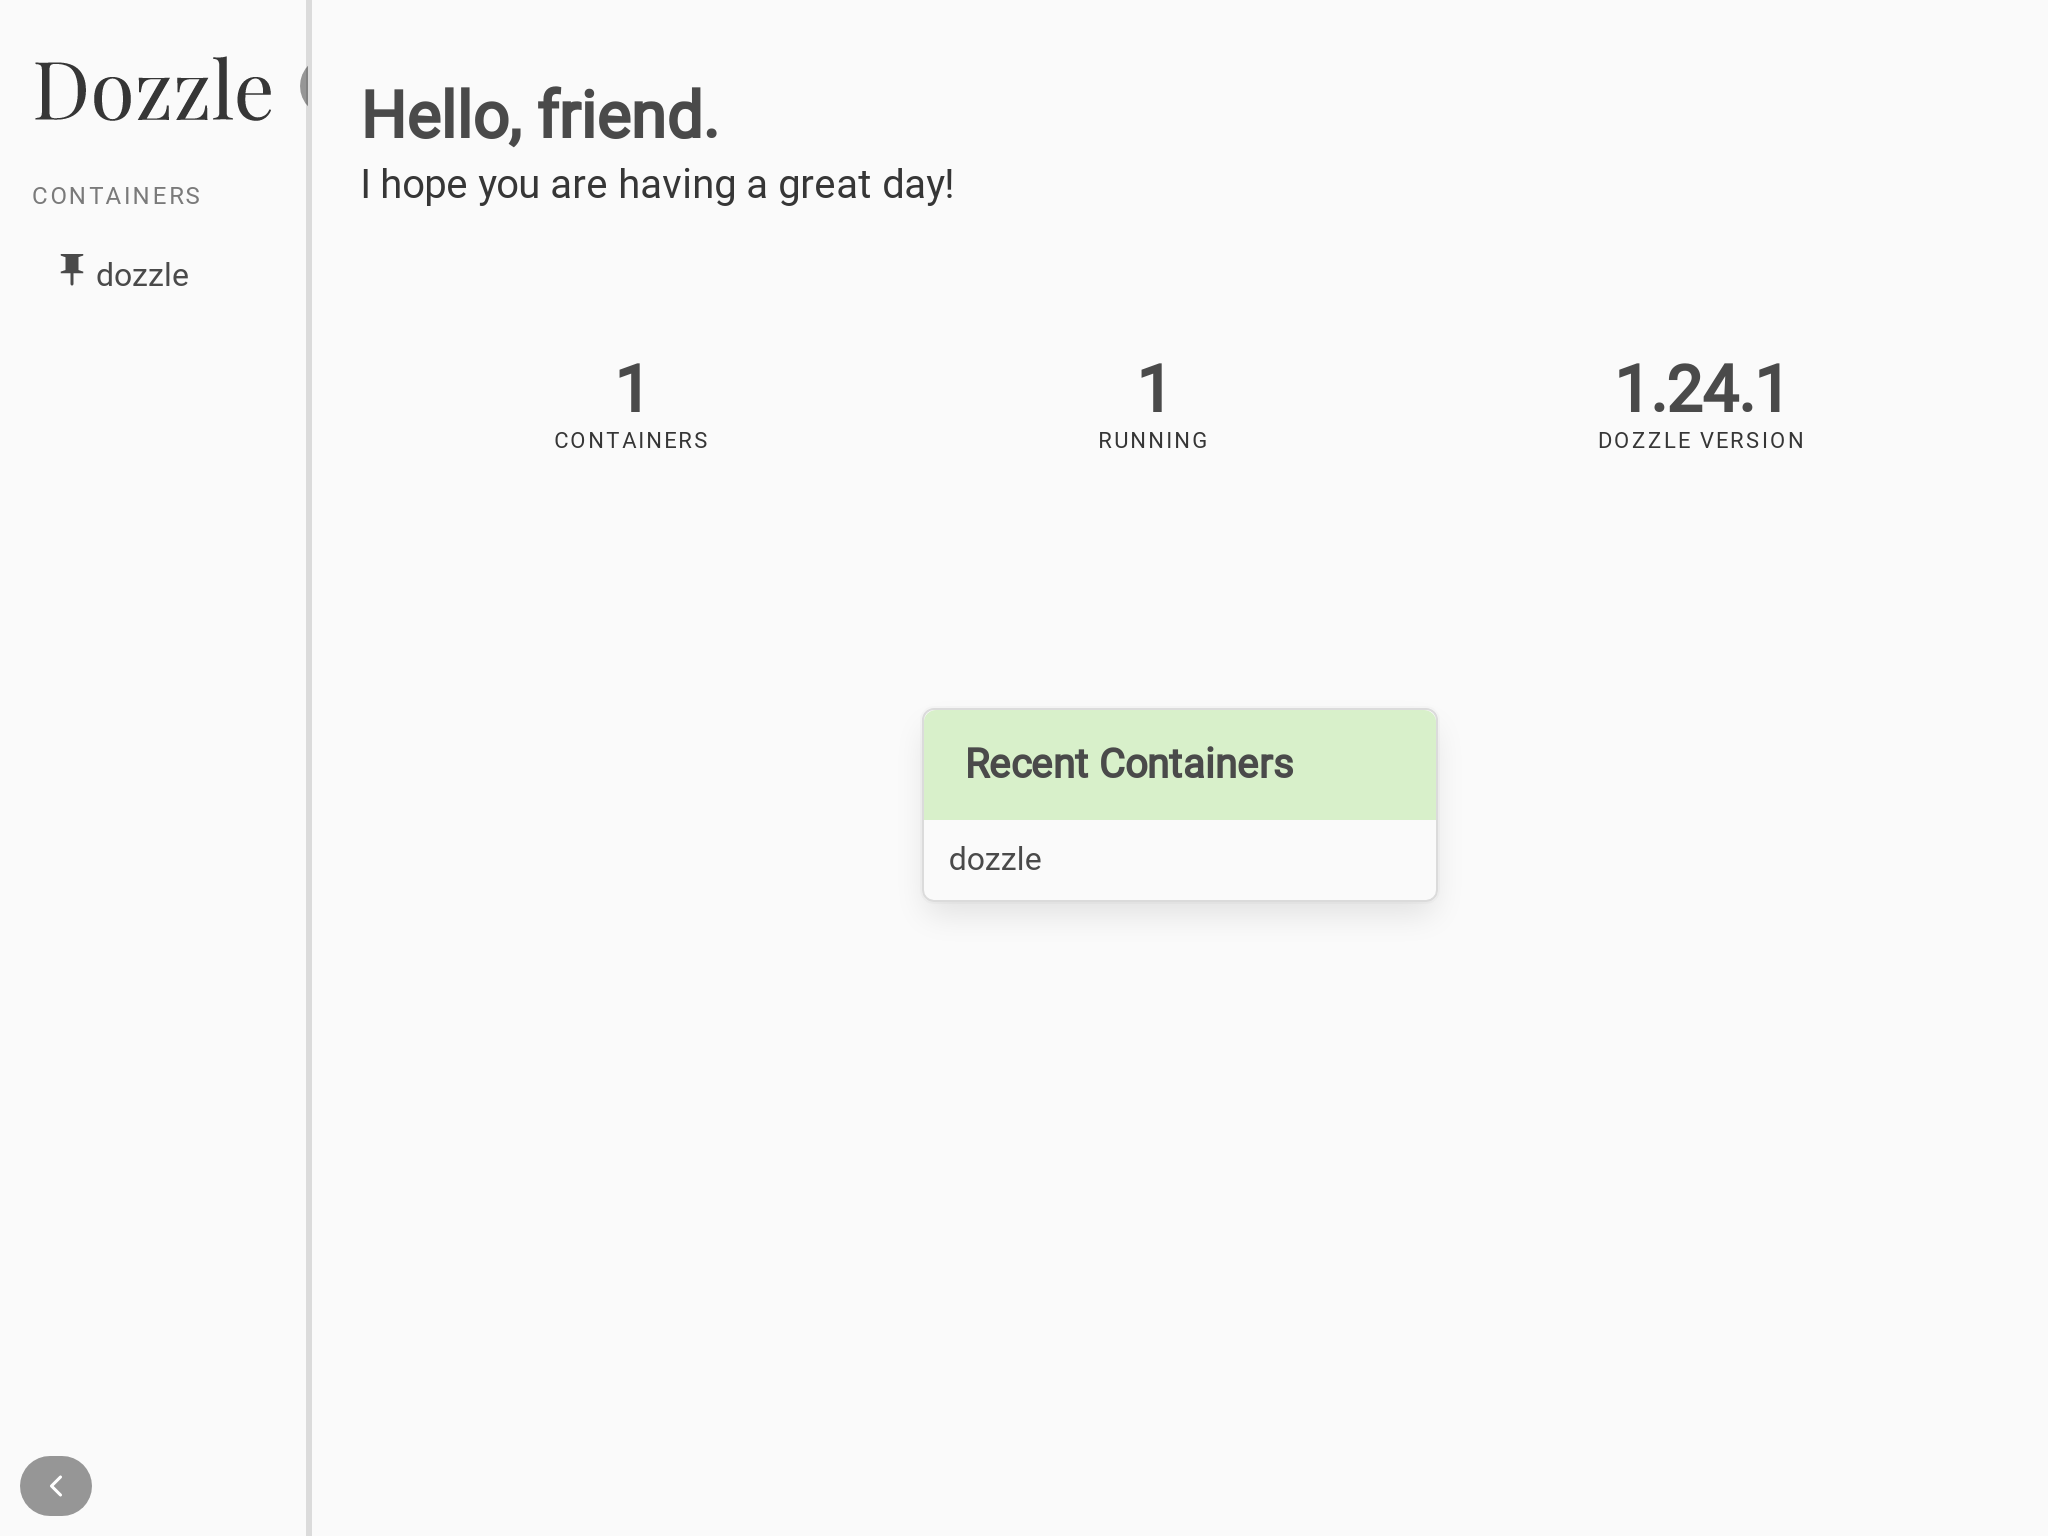 Dozzle
CONTAINERS
dozzle
Hello, friend.
I hope you are having a great day!
1
CONTAINERS
1
RUNNING
1.24.1
DOZZLE VERSION
Recent Containers
dozzle